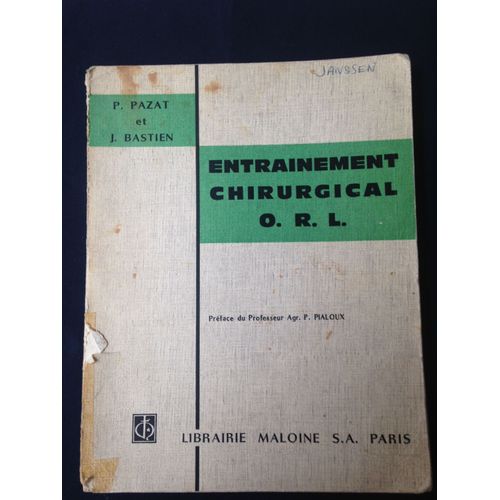 JANSSEN
P. PAZAT
et
J. BASTIEN
ENTRAINEMENT
CHIRURGICAL
O. R. L.
Préface du Professeur Agr. P. PIALOUX
LIBRAIRIE MALOINE S.A. PARIS